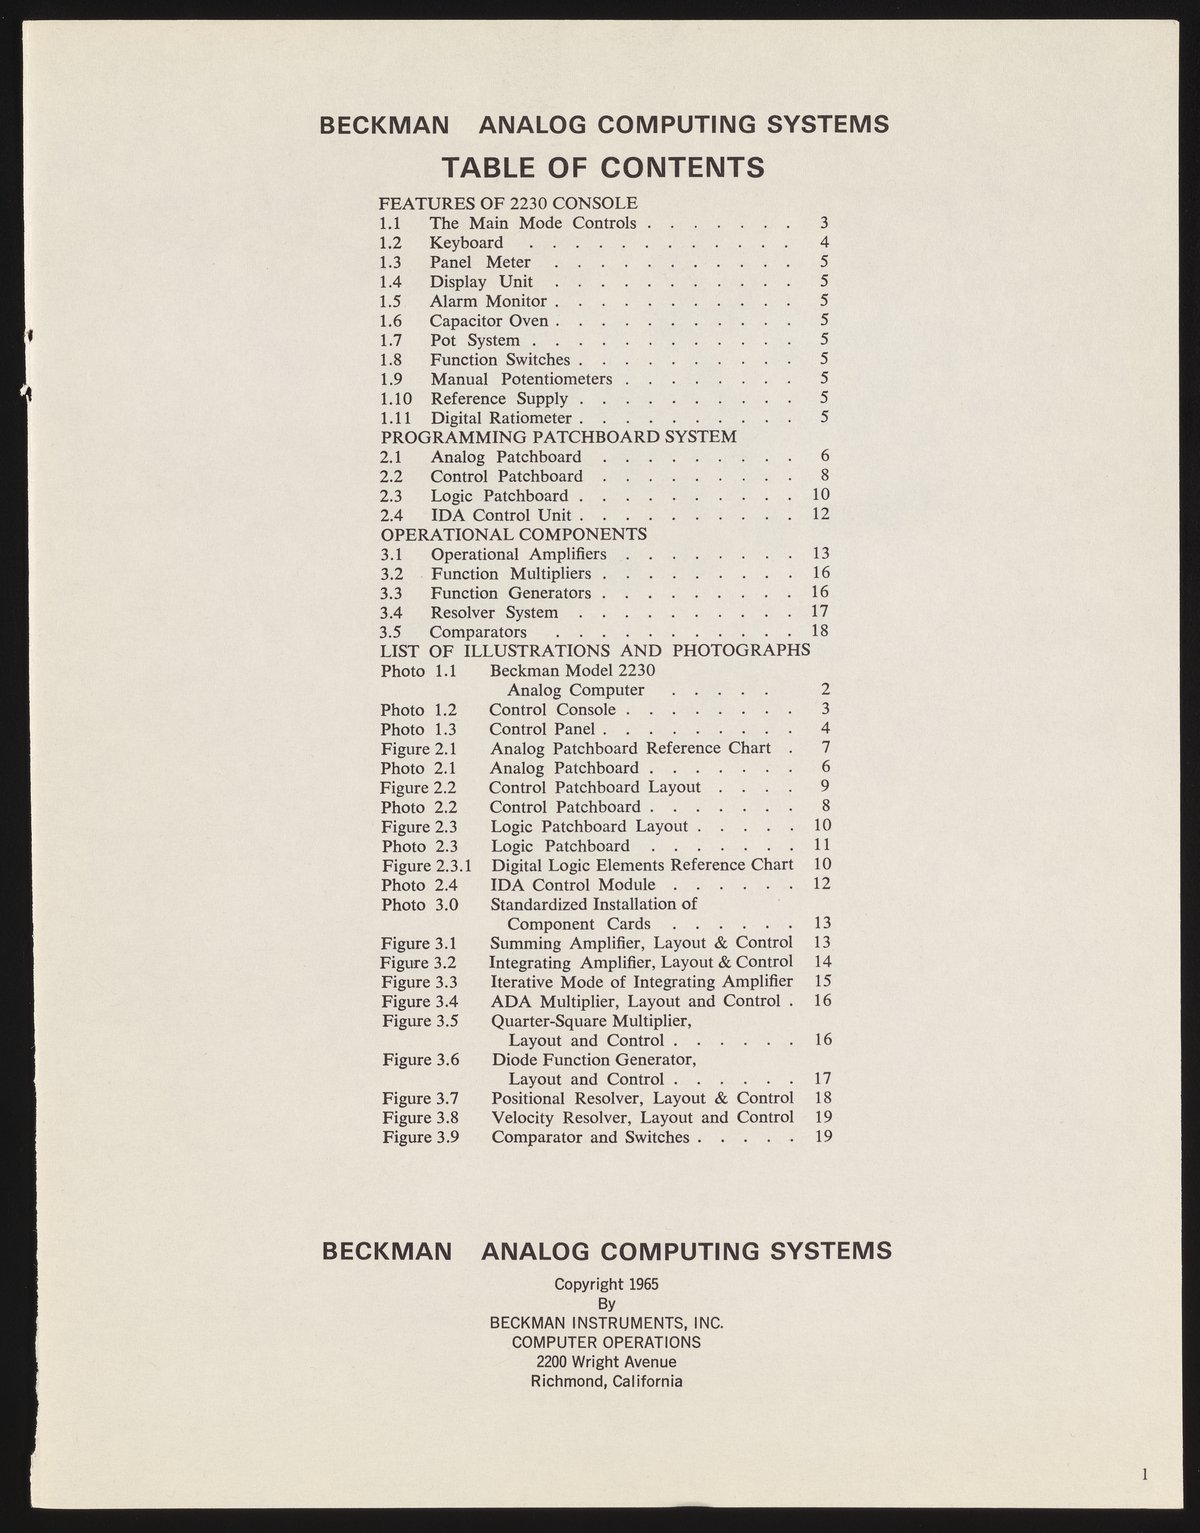 BECKMAN ANALOG COMPUTING SYSTEMS
TABLE OF CONTENTS
FEATURES OF 2230 CONSOLE
1.1 The Main Mode Controls . . . . . . . 3
1.2 Keyboard . . . . . . . . . . . . 4
1.3 Panel Meter . . . . . . . . . . . 5
1.4 Display Unit . . . . . . . . . . . 5
1.5 Alarm Monitor . . . . . . . . . . . 5
1.6 Capacitor Oven . . . . . . . . . . . 5
1.7 Pot System . . . . . . . . . . . . 5
1.8 Function Switches . . . . . . . . . . 5
1.9 Manual Potentiometers . . . . . . . . 5
1.10 Reference Supply . . . . . . . . . . 5
1.11 Digital Ratiometer . . . . . . . . . . 5
PROGRAMMING PATCHBOARD SYSTEM
2.1 Analog Patchboard . . . . . . . . . 6
2.2 Control Patchboard . . . . . . . . . 8
2.3 Logic Patchboard . . . . . . . . . . 10
2.4 IDA Control Unit . . . . . . . . . . 12
OPERATIONAL COMPONENTS
3.1 Operational Amplifiers . . . . . . . . 13
3.2 Function Multipliers . . . . . . . . . 16
3.3 Function Generators . . . . . . . . . 16
3.4 Resolver System . . . . . . . . . . 17
3.5 Comparators . . . . . . . . . . . 18
LIST OF ILLUSTRATIONS AND PHOTOGRAPHS
Photo 1.1 Beckman Model 2230
Analog Computer . . . . . 2
Photo 1.2 Control Console . . . . . . . . 3
Photo 1.3 Control Panel . . . . . . . . . 4
Figure 2.1 Analog Patchboard Reference Chart . 7
Photo 2.1 Analog Patchboard . . . . . . . 6
Figure 2.2 Control Patchboard Layout . . . . 9
Photo 2.2 Control Patchboard . . . . . . . 8
Figure 2.3 Logic Patchboard Layout . . . . . 10
Photo 2.3 Logic Patchboard . . . . . . . 11
Figure 2.3.1 Digital Logic Elements Reference Chart 10
Photo 2.4 IDA Control Module . . . . . . 12
Photo 3.0 Standardized Installation of
Component Cards . . . . . . 13
Figure 3.1 Summing Amplifier, Layout & Control 13
Figure 3.2 Integrating Amplifier, Layout & Control 14
Figure 3.3 Iterative Mode of Integrating Amplifier 15
Figure 3.4 ADA Multiplier, Layout and Control . 16
Figure 3.5 Quarter-Square Multiplier,
Layout and Control . . . . . . 16
Figure 3.6 Diode Function Generator,
Layout and Control . . . . . . 17
Figure 3.7 Positional Resolver, Layout & Control 18
Figure 3.8 Velocity Resolver, Layout and Control 19
Figure 3.9 Comparator and Switches . . . . . 19
BECKMAN ANALOG COMPUTING SYSTEMS
Copyright 1965
By
BECKMAN INSTRUMENTS, INC.
COMPUTER OPERATIONS
2200 Wright Avenue
Richmond, California
1